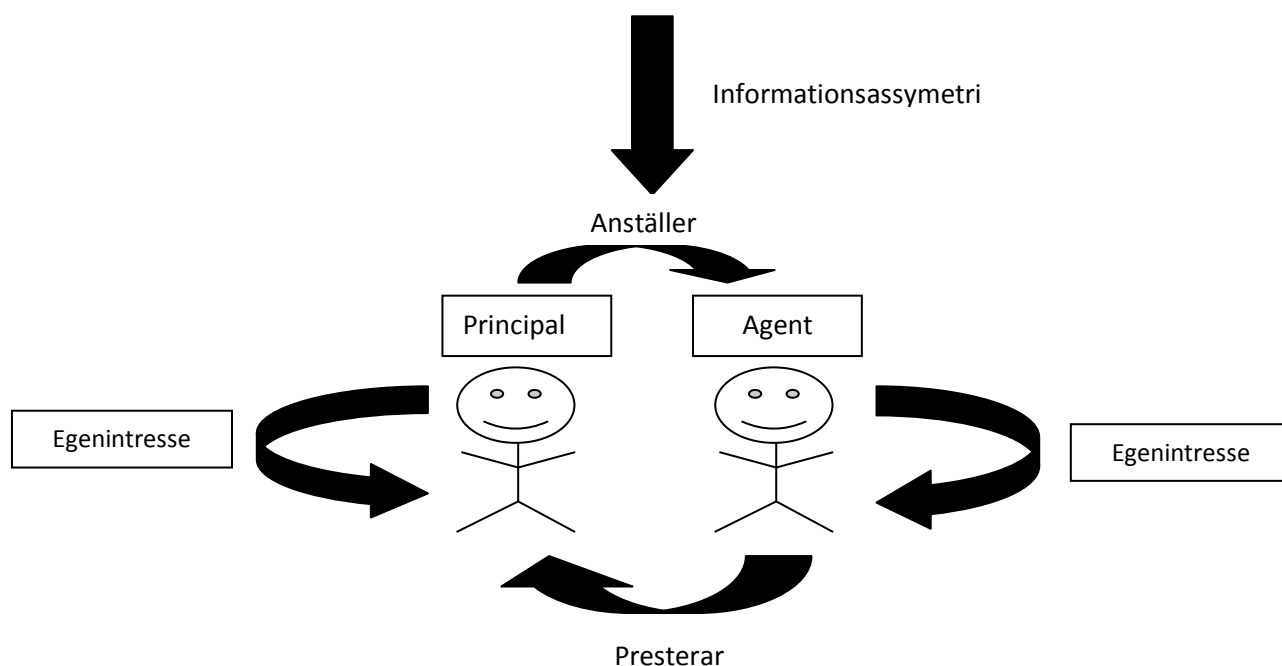 Informationsassymetri
Anställer
Principal
Agent
Egenintresse
Egenintresse
Presterar